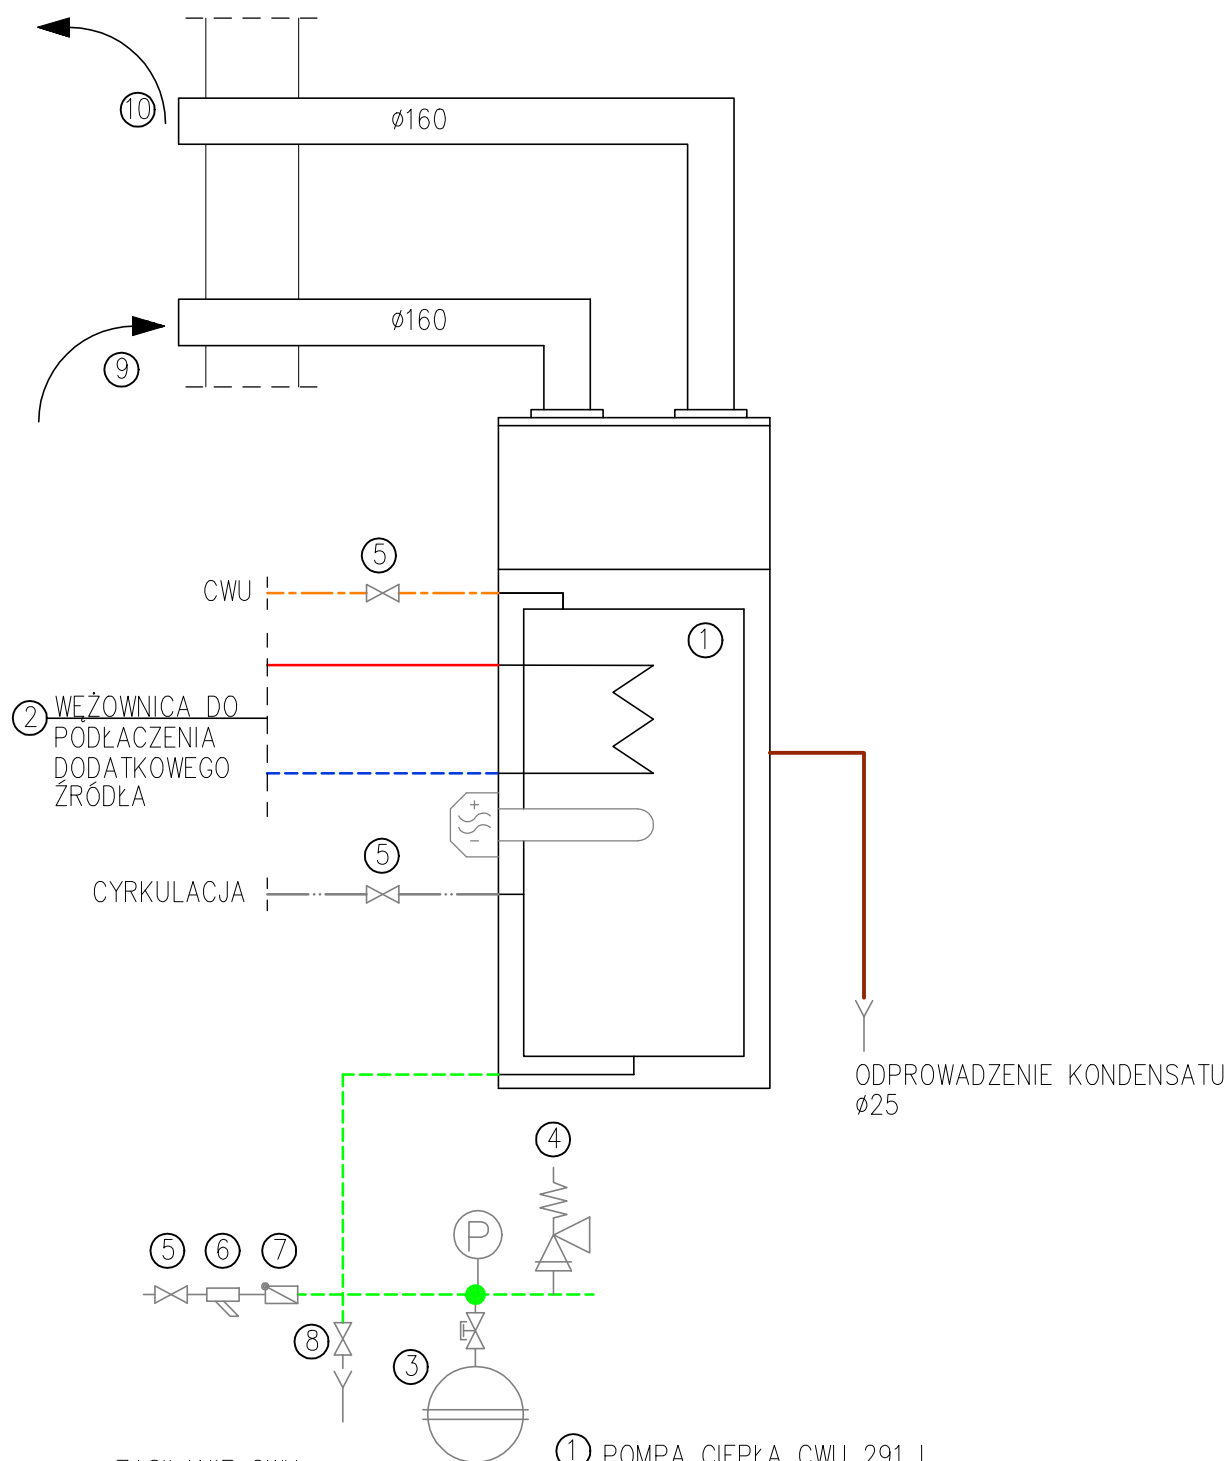 10
ø160
ø160
9
5
CWU
1
2 WĘŻOWNICA DO
PODŁACZENIA
DODATKOWEGO
ŹRÓDŁA
+
-
5
CYRKULACJA
ODPROWADZENIE KONDENSATU
ø25
4
P
5 6 7
8
3
1 POMPA CIEPŁA CWU 291 L